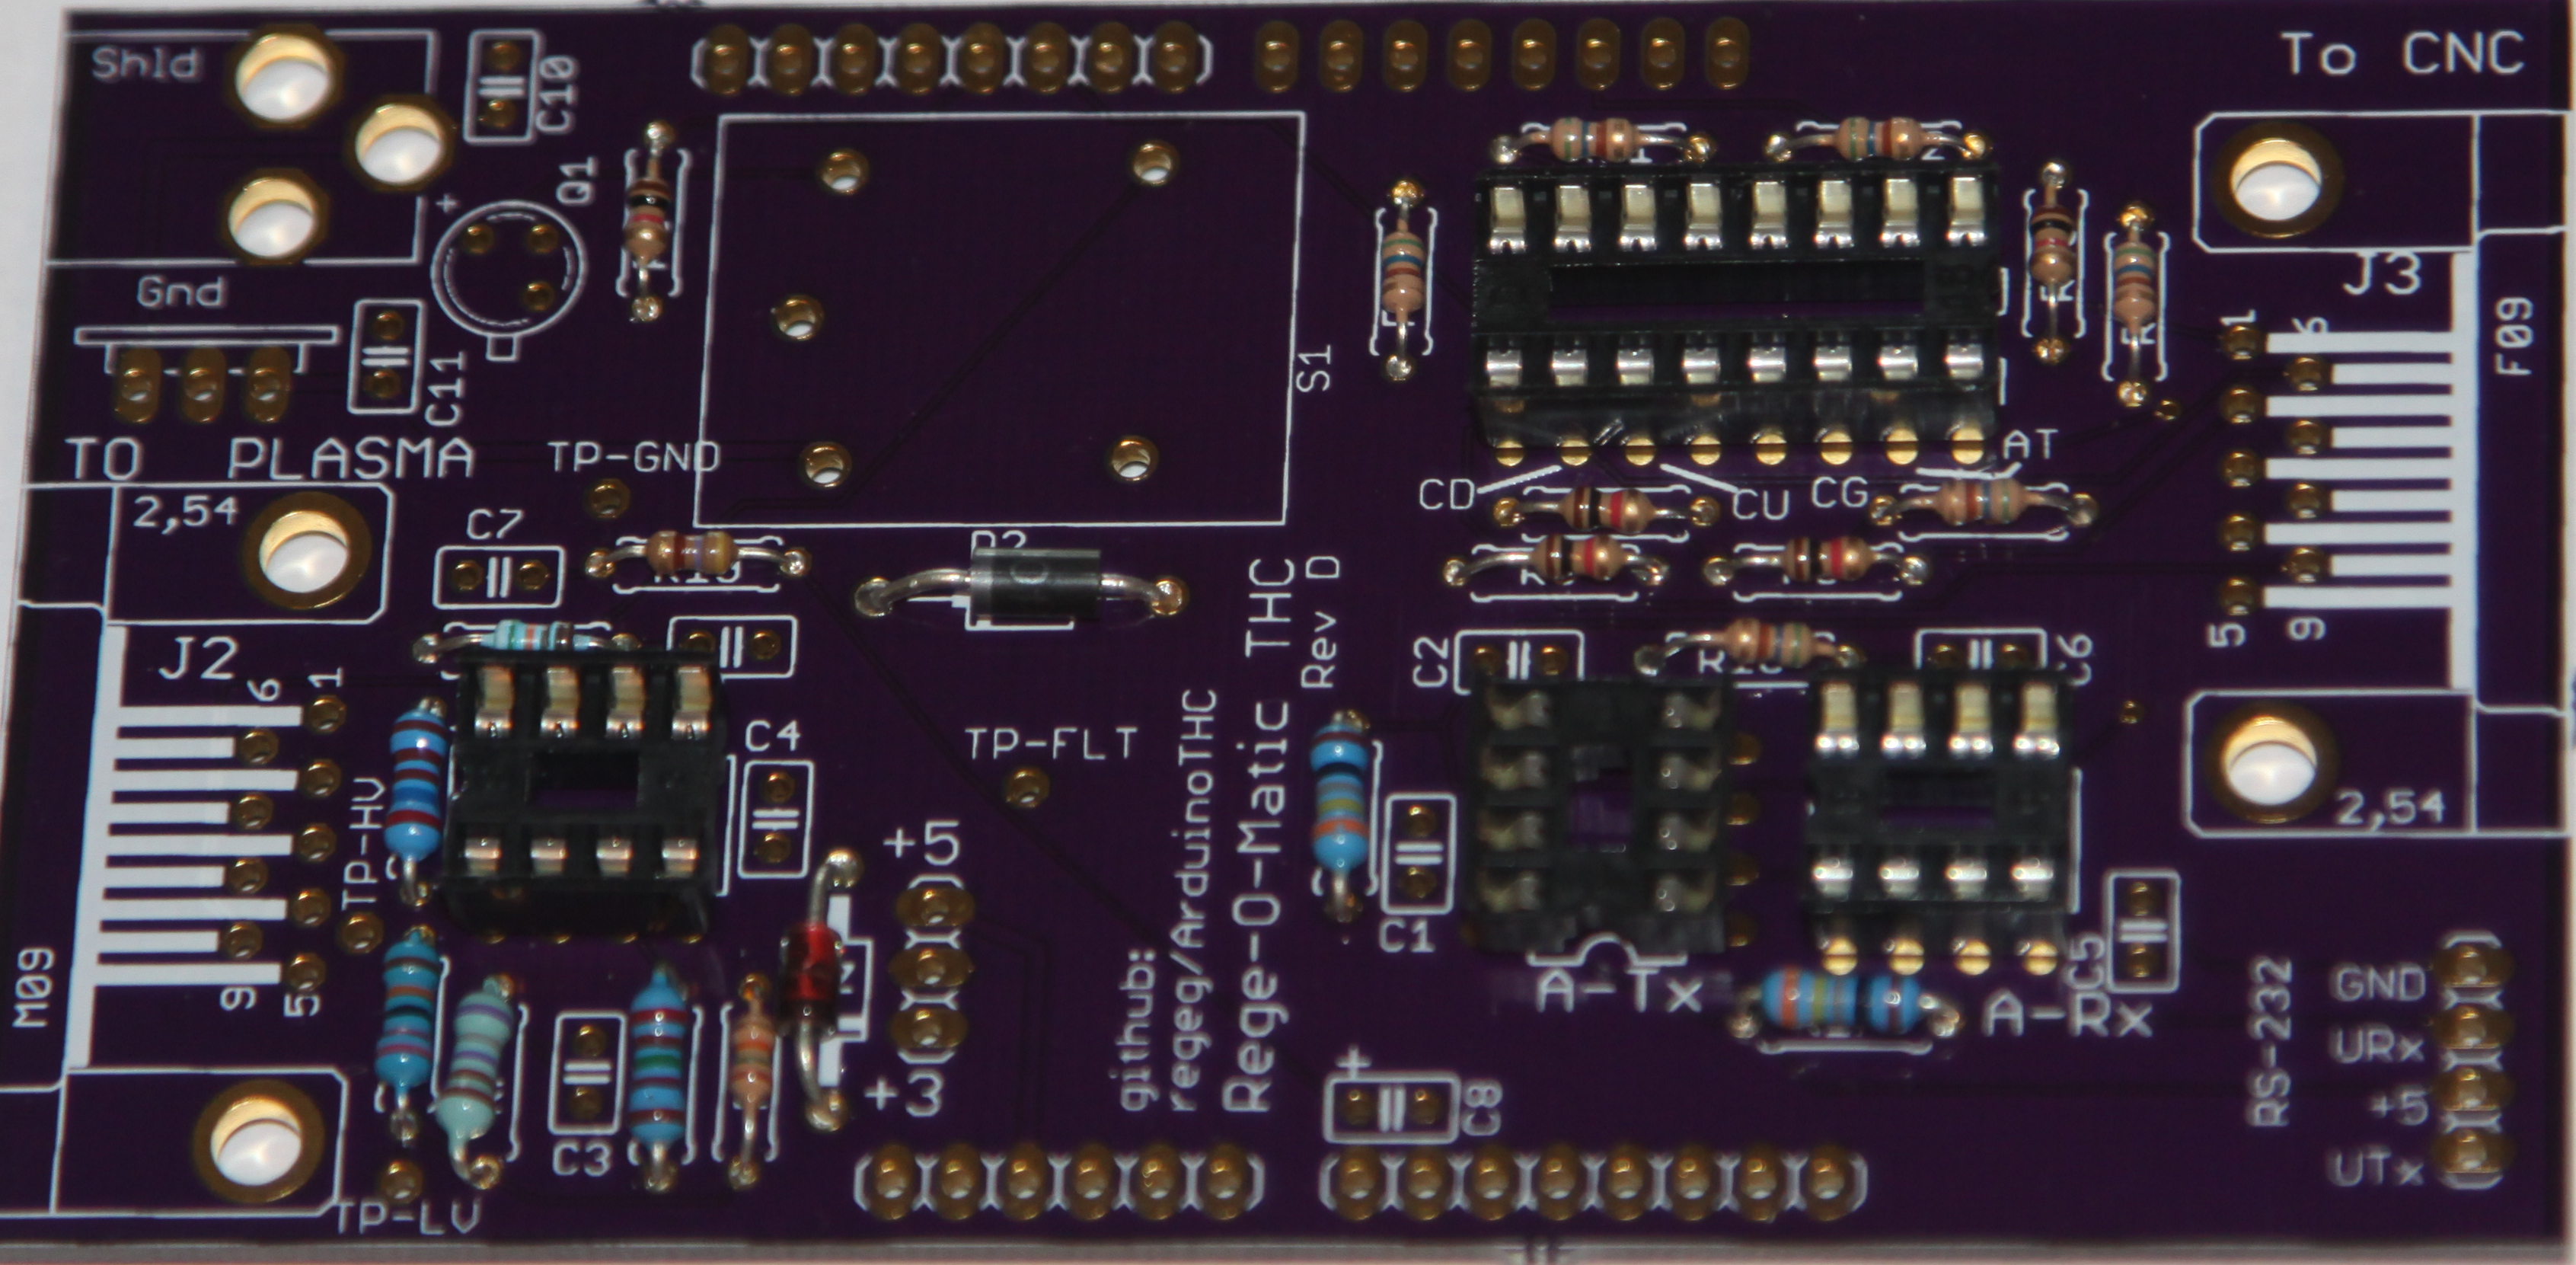 Shld
C10
To CNC
Q1
+
Gnd
C11
S1
J3
1
6
F09
TO PLASMA
TP-GND
AT
2,54
CD
CU
CG
C7
J2
6
1
C2
C6
5
9
C4
TP-FLT
TP-HV
+5
github:
regeg/ArduinoTHC
Rege-O-Matic THC
Rev D
2,54
C1
A-Tx
A-Rx
C5
M09
9
5
C3
+3
+
C8
RS-232
GND
URx
+5
UTx
TP-LV